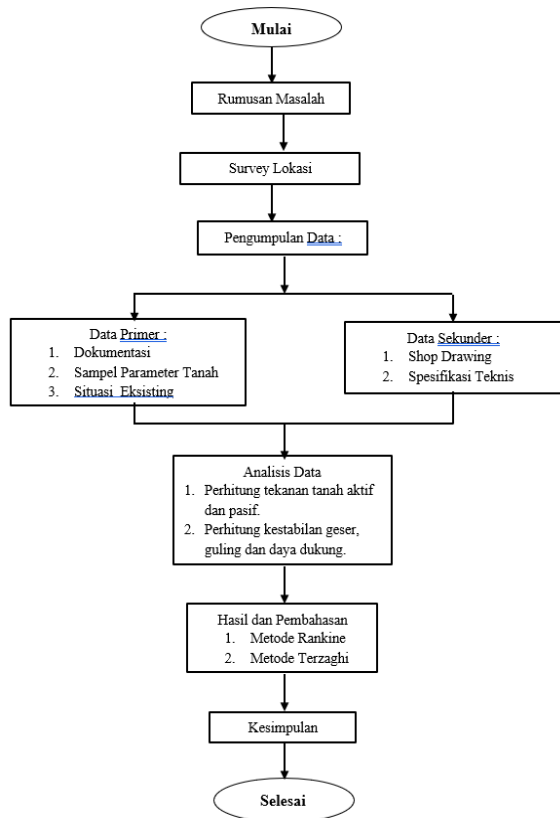 Mulai
Rumusan Masalah
Survey Lokasi
Pengumpulan Data :
Data Primer :
1. Dokumentasi
2. Sampel Parameter Tanah
3. Situasi Eksisting
Data Sekunder :
1. Shop Drawing
2. Spesifikasi Teknis
Analisis Data
1. Perhitung tekanan tanah aktif
dan pasif.
2. Perhitung kestabilan geser,
guling dan daya dukung.
Hasil dan Pembahasan
1. Metode Rankine
2. Metode Terzaghi
Kesimpulan
Selesai